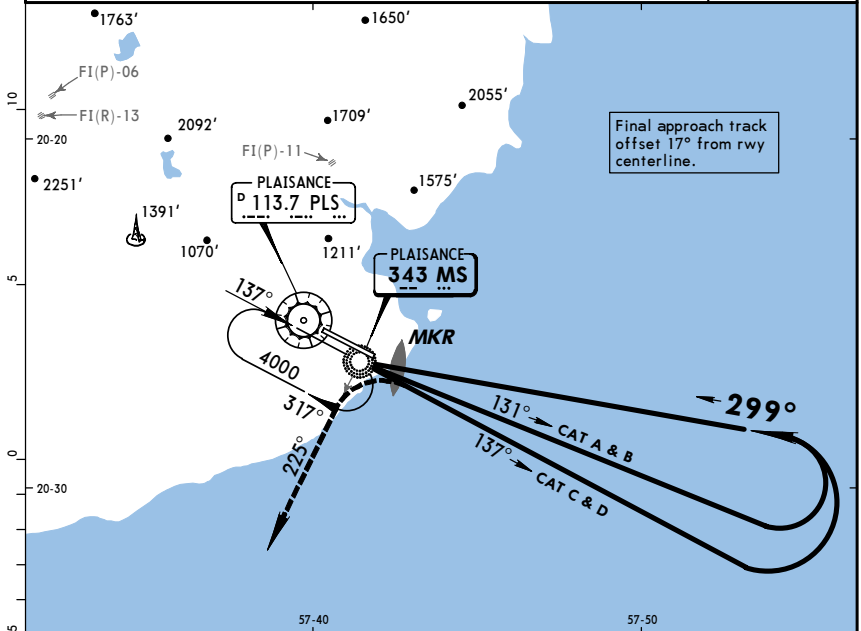 1763'
1650'
FI(P)-06
FI(R)-13
10
20-20
2092'
1709'
2055'
Final approach track
offset 17° from rwy
centerline.
FI(P)-11
2251'
1575'
PLAISANCE
D 113.7 PLS
1391'
1070'
1211'
PLAISANCE
343 MS
5
137°
MKR
4000
317°
299°
131° CAT A & B
137° CAT C & D
225°
0
20-30
57-40
57-50
5